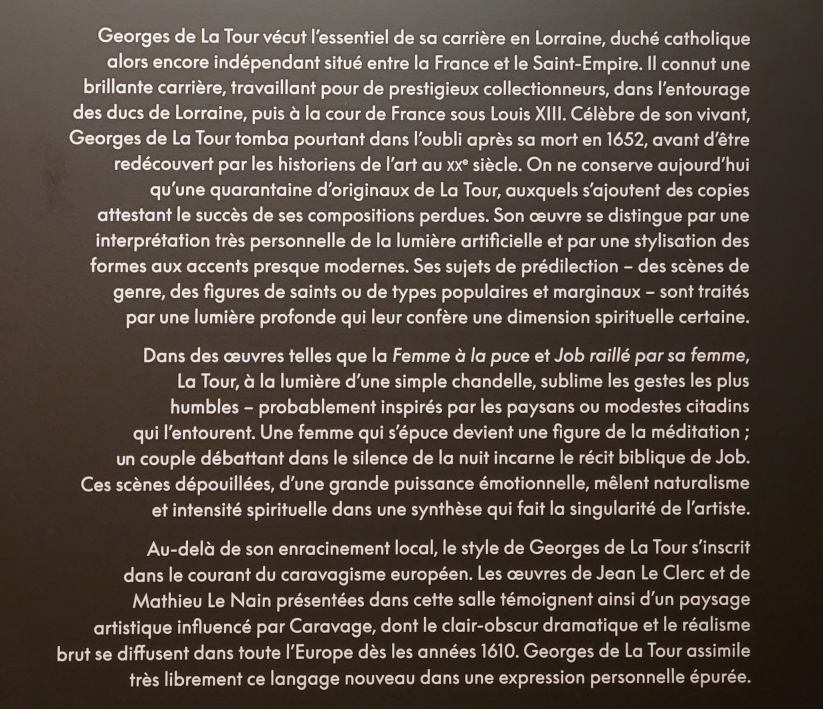 Georges de La Tour vécut l'essentiel de sa carrière en Lorraine, duché catholique
alors encore indépendant situé entre la France et le Saint-Empire. Il connut une
brillante carrière, travaillant pour de prestigieux collectionneurs, dans l'entourage
des ducs de Lorraine, puis à la cour de France sous Louis XIII. Célèbre de son vivant,
Georges de La Tour tomba pourtant dans l'oubli après sa mort en 1652, avant d'être
redécouvert par les historiens de l'art au XXe siècle. On ne conserve aujourd'hui
qu'une quarantaine d'originaux de La Tour, auxquels s'ajoutent des copies
attestant le succès de ses compositions perdues. Son œuvre se distingue par une
interprétation très personnelle de la lumière artificielle et par une stylisation des
formes aux accents presque modernes. Ses sujets de prédilection – des scènes de
genre, des figures de saints ou de types populaires et marginaux – sont traités
par une lumière profonde qui leur confère une dimension spirituelle certaine.
Dans des œuvres telles que la Femme à la puce et Job raillé par sa femme,
La Tour, à la lumière d'une simple chandelle, sublime les gestes les plus
humbles – probablement inspirés par les paysans ou modestes citadins
qui l'entourent. Une femme qui s'épuce devient une figure de la méditation ;
un couple débattant dans le silence de la nuit incarne le récit biblique de Job.
Ces scènes dépouillées, d'une grande puissance émotionnelle, mêlent naturalisme
et intensité spirituelle dans une synthèse qui fait la singularité de l'artiste.
Au-delà de son enracinement local, le style de Georges de La Tour s'inscrit
dans le courant du caravagisme européen. Les œuvres de Jean Le Clerc et de
Mathieu Le Nain présentées dans cette salle témoignent ainsi d'un paysage
artistique influencé par Caravage, dont le clair-obscur dramatique et le réalisme
brut se diffusent dans toute l'Europe dès les années 1610. Georges de La Tour assimile
très librement ce langage nouveau dans une expression personnelle épurée.